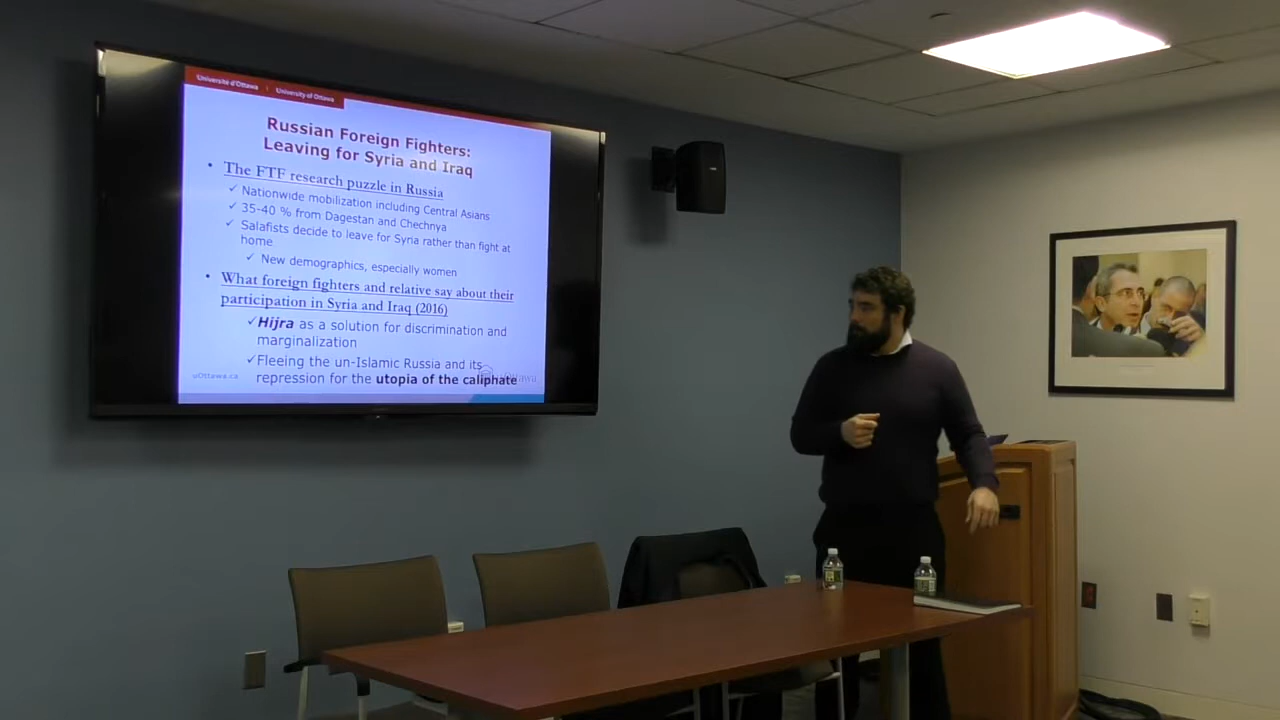 Université d'Ottawa | University of Ottawa
Russian Foreign Fighters:
Leaving for Syria and Iraq
• The FTF research puzzle in Russia
✓ Nationwide mobilization including Central Asians
✓ 35-40 % from Dagestan and Chechnya
✓ Salafists decide to leave for Syria rather than fight at
home
✓ New demographics, especially women
• What foreign fighters and relative say about their
participation in Syria and Iraq (2016)
✓Hijra as a solution for discrimination and
marginalization
✓Fleeing the un-Islamic Russia and its
repression for the utopia of the caliphate
uOttawa.ca
uOttawa